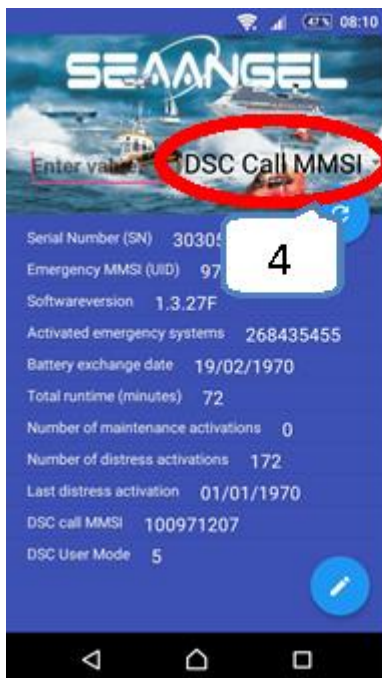 47% 08:10
SEAANGEL
Enter DSC Call MMSI
4
Serial Number (SN) 30305
Emergency MMSI (UID) 97
Softwareversion 1.3.27F
Activated emergency systems 268435455
Battery exchange date 19/02/1970
Total runtime (minutes) 72
Number of maintenance activations 0
Number of distress activations 172
Last distress activation 01/01/1970
DSC call MMSI 100971207
DSC User Mode 5